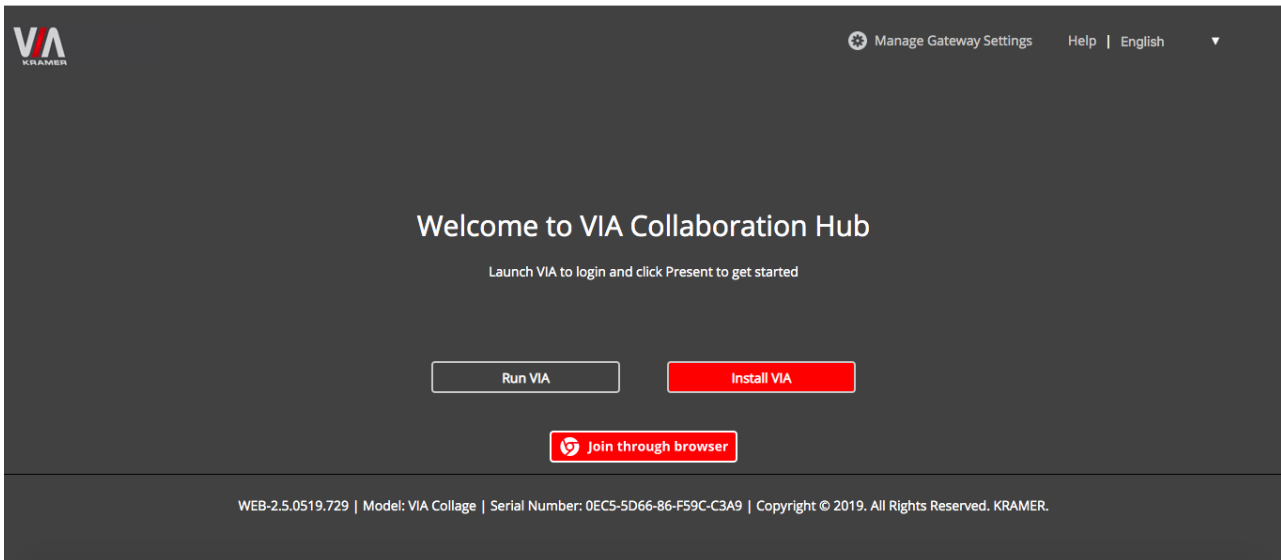 VIA
KRAMER
Manage Gateway Settings Help | English
Welcome to VIA Collaboration Hub
Launch VIA to login and click Present to get started
Run VIA Install VIA
Join through browser
WEB-2.5.0519.729 | Model: VIA Collage | Serial Number: 0EC5-5D66-86-F59C-C3A9 | Copyright © 2019. All Rights Reserved. KRAMER.